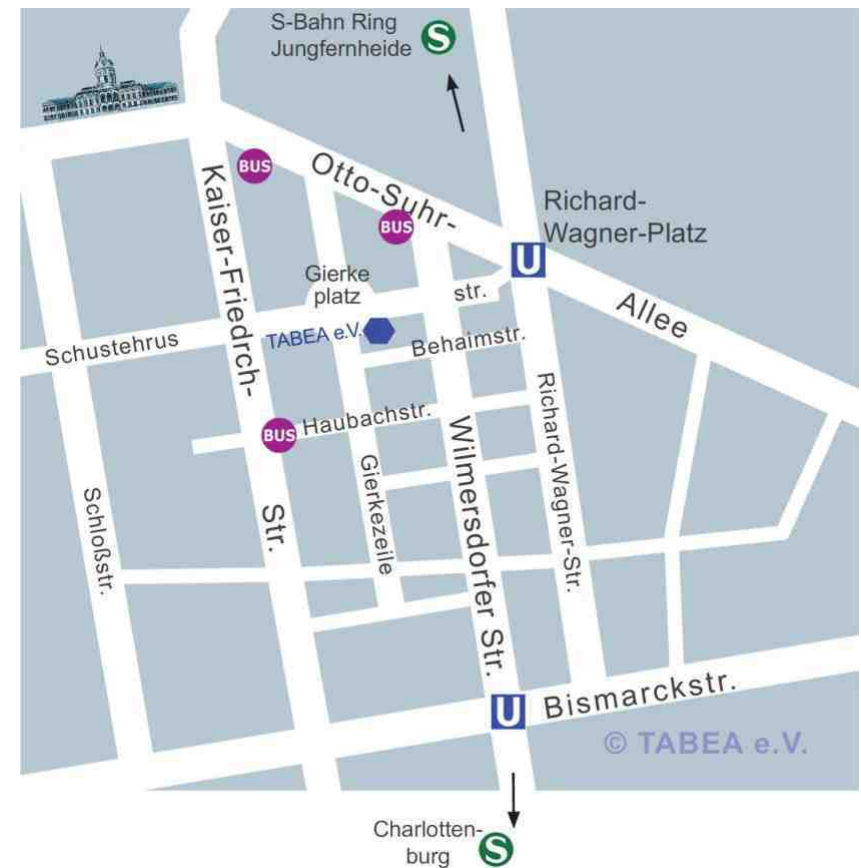 S-Bahn Ring
Jungfernheide
S
BUS
Otto-Suhr-
BUS
Richard-
Wagner-Platz
U
Allee
Kaiser-Friedrch-
Str.
Gierke
platz
str.
Schustehrus
TABEA e.V.
Behaimstr.
BUS
Haubachstr.
Gierkezeile
Wilmersdorfer Str.
Richard-Wagner-Str.
Schloßstr.
U
Bismarckstr.
© TABEA e.V.
Charlotten-
burg
S